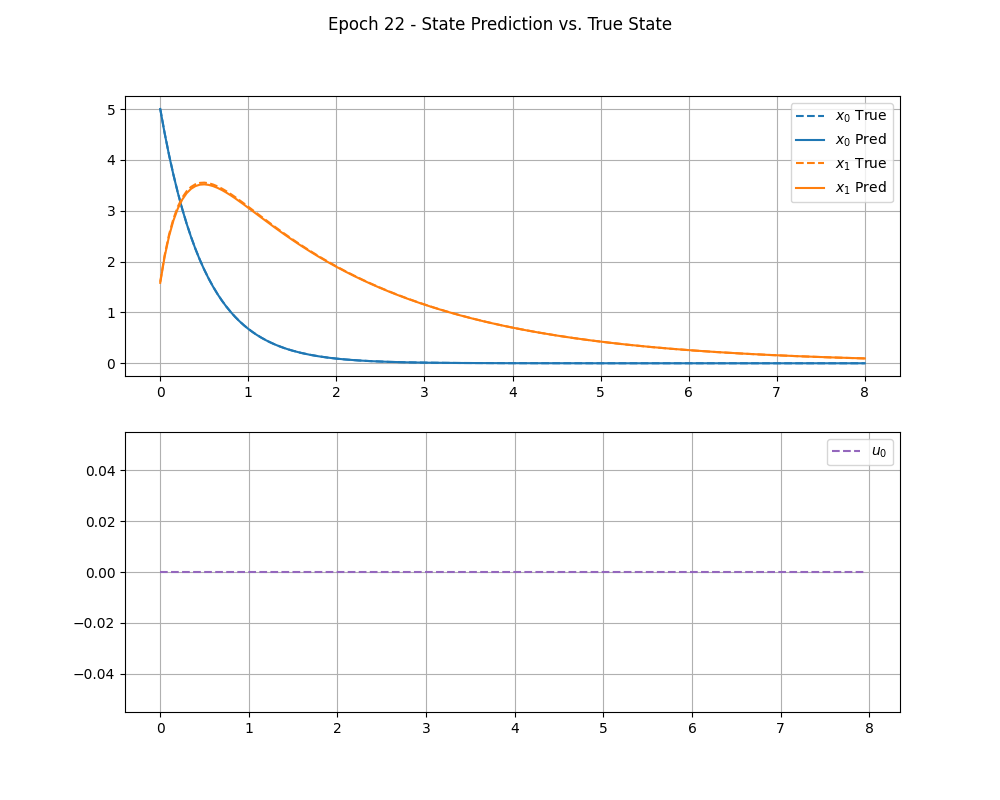 Epoch 22 - State Prediction vs. True State
5
4
3
2
1
0
x₀ True
x₀ Pred
x₁ True
x₁ Pred
0 1 2 3 4 5 6 7 8
0.04
0.02
0.00
−0.02
−0.04
u₀
0 1 2 3 4 5 6 7 8